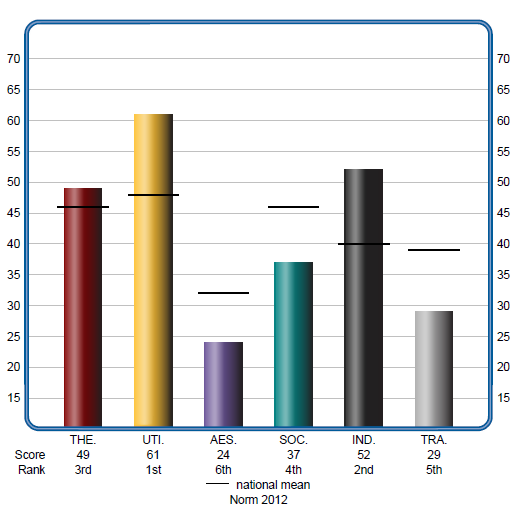 70 70
65 65
60 60
55 55
50 50
45 45
40 40
35 35
30 30
25 25
20 20
15 15
THE. UTI. AES. SOC. IND. TRA.
Score 49 61 24 37 52 29
Rank 3rd 1st 6th 4th 2nd 5th
national mean
Norm 2012